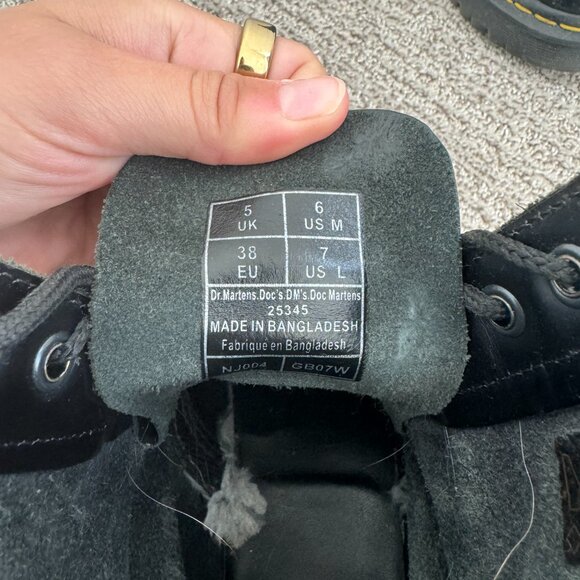 5 6
UK US M
38 7
EU US L
Dr.Martens.Doc's.DM's.Doc Martens
25345
MADE IN BANGLADESH
Fabrique en Bangladesh
NJ004 GB07W